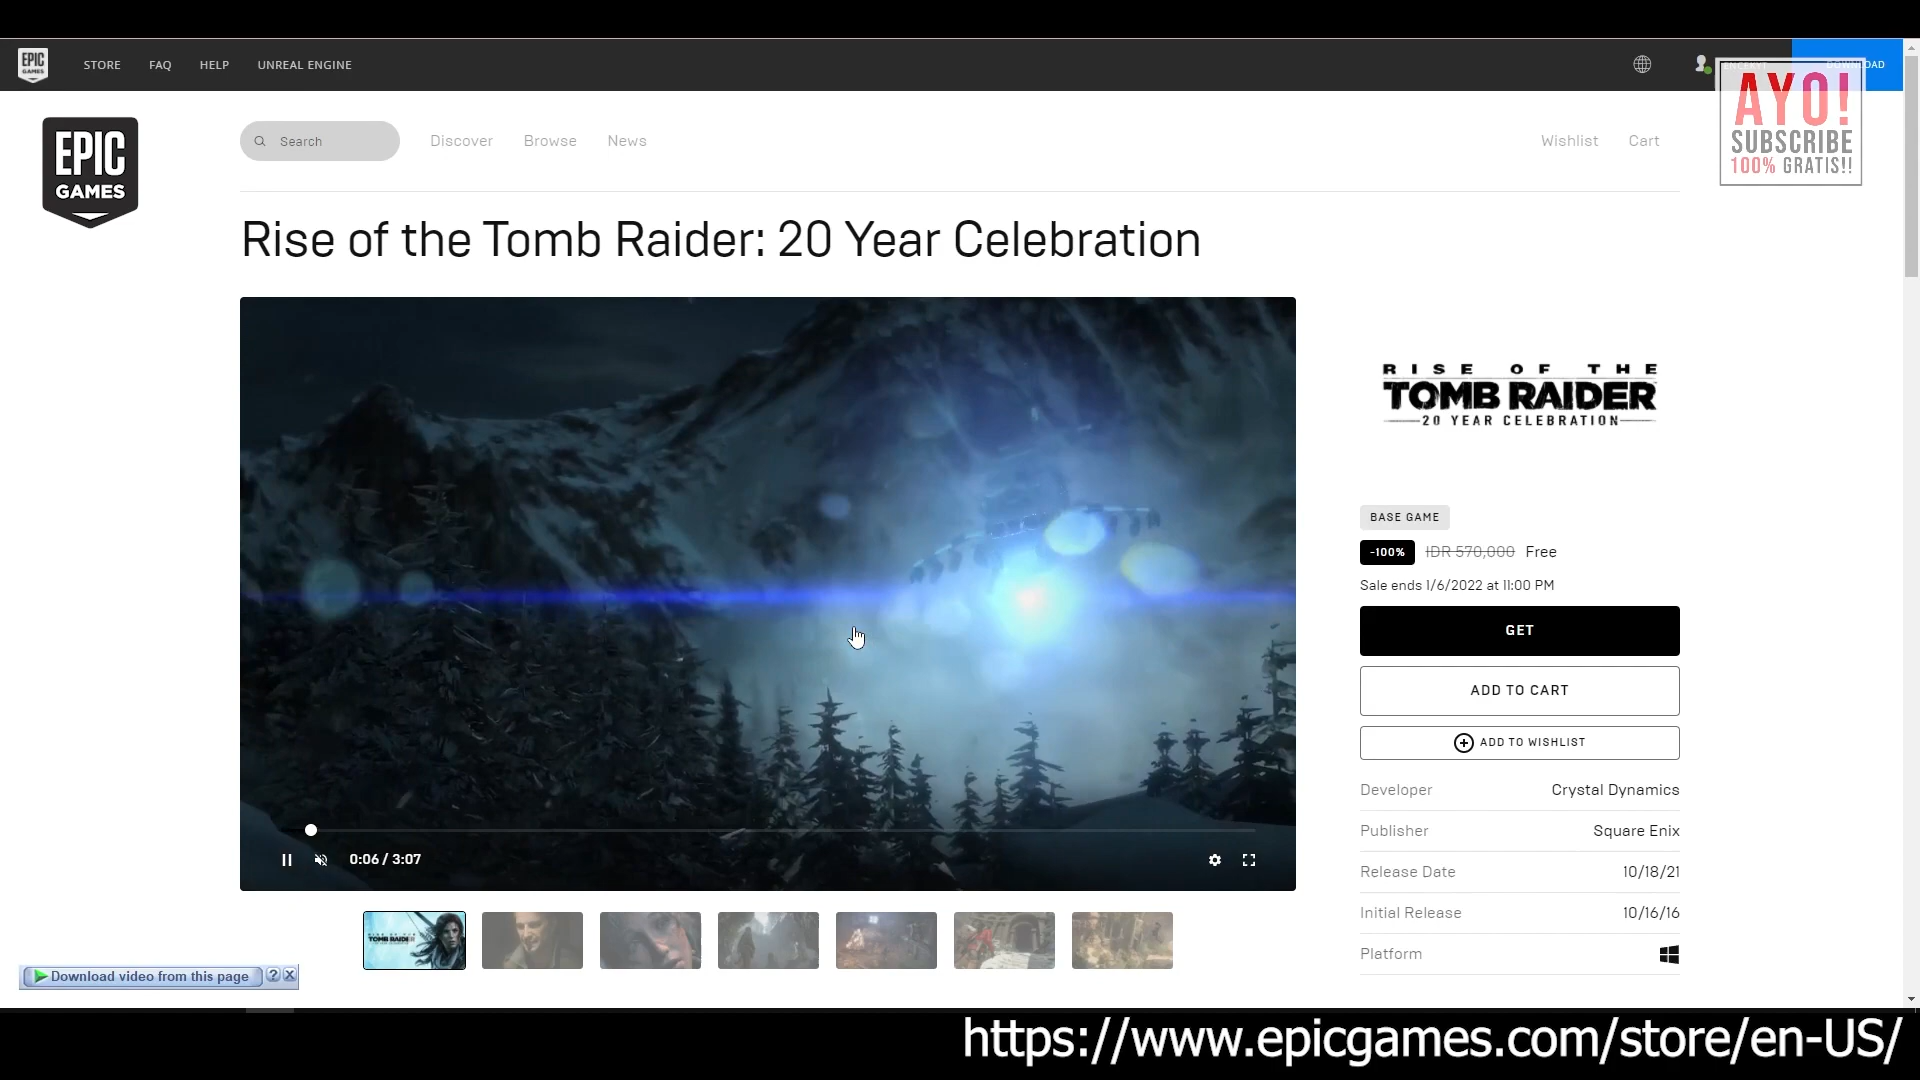 EPIC
GAMES
STORE
FAQ
HELP
UNREAL ENGINE
AYO!
SUBSCRIBE
100% GRATIS!!
EPIC
GAMES
Search
Discover
Browse
News
Wishlist
Cart
Rise of the Tomb Raider: 20 Year Celebration
RISE OF THE
TOMB RAIDER
20 YEAR CELEBRATION
BASE GAME
-100% IDR 570,000 Free
Sale ends 1/6/2022 at 11:00 PM
GET
ADD TO CART
ADD TO WISHLIST
Developer Crystal Dynamics
Publisher Square Enix
Release Date 10/18/21
Initial Release 10/16/16
Platform
0:06 / 3:07
TOMB RAIDER
Download video from this page ? X
https://www.epicgames.com/store/en-US/